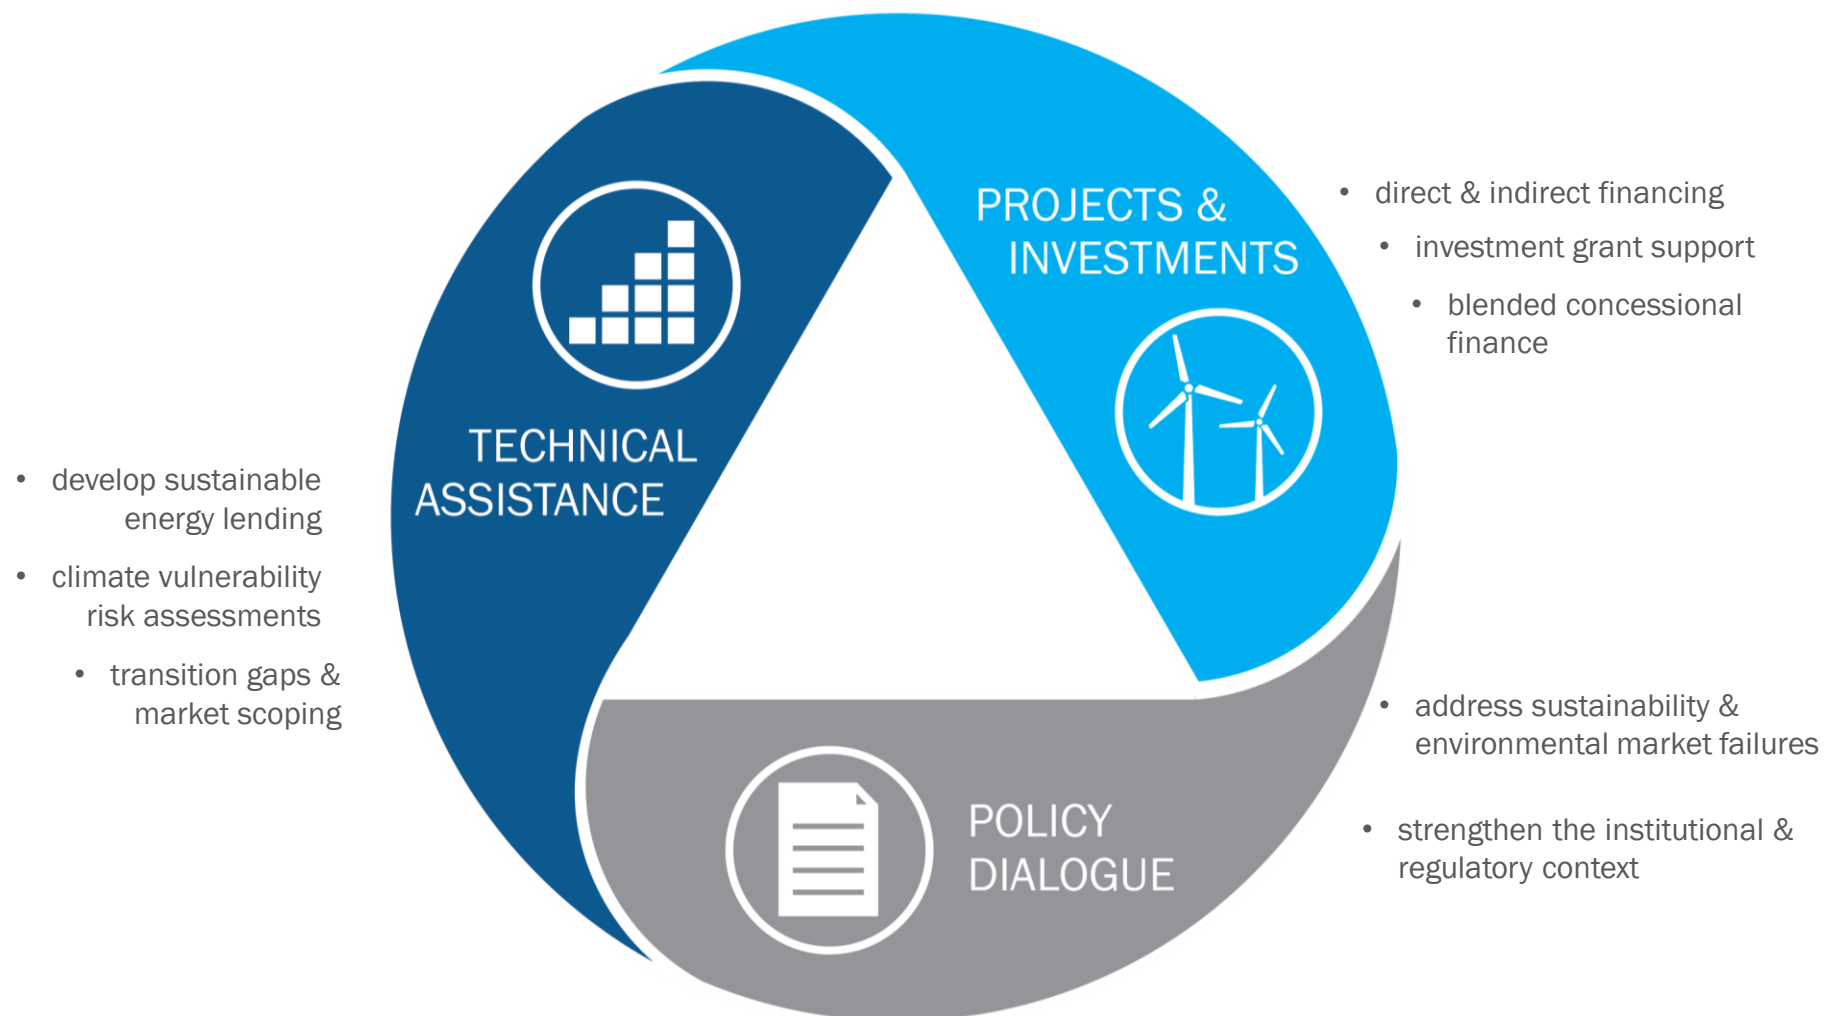 PROJECTS &
INVESTMENTS
• direct & indirect financing
• investment grant support
• blended concessional
finance
TECHNICAL
ASSISTANCE
• develop sustainable
energy lending
• climate vulnerability
risk assessments
• transition gaps &
market scoping
POLICY
DIALOGUE
• address sustainability &
environmental market failures
• strengthen the institutional &
regulatory context